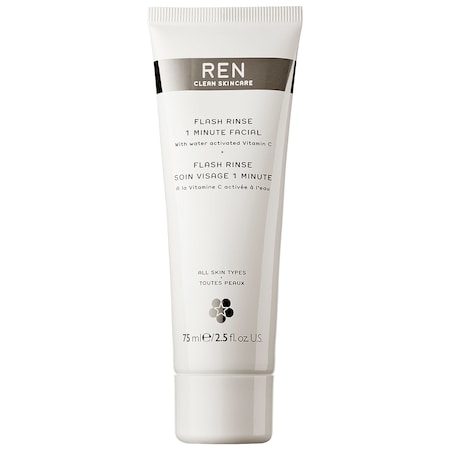 REN
CLEAN SKINCARE
FLASH RINSE
1 MINUTE FACIAL
With water activated Vitamin C
•
FLASH RINSE
SOIN VISAGE 1 MINUTE
À la Vitamine C activée à l'eau
ALL SKIN TYPES
•
TOUTES PEAUX
75 ml ℮/2.5 fl. oz. U.S.